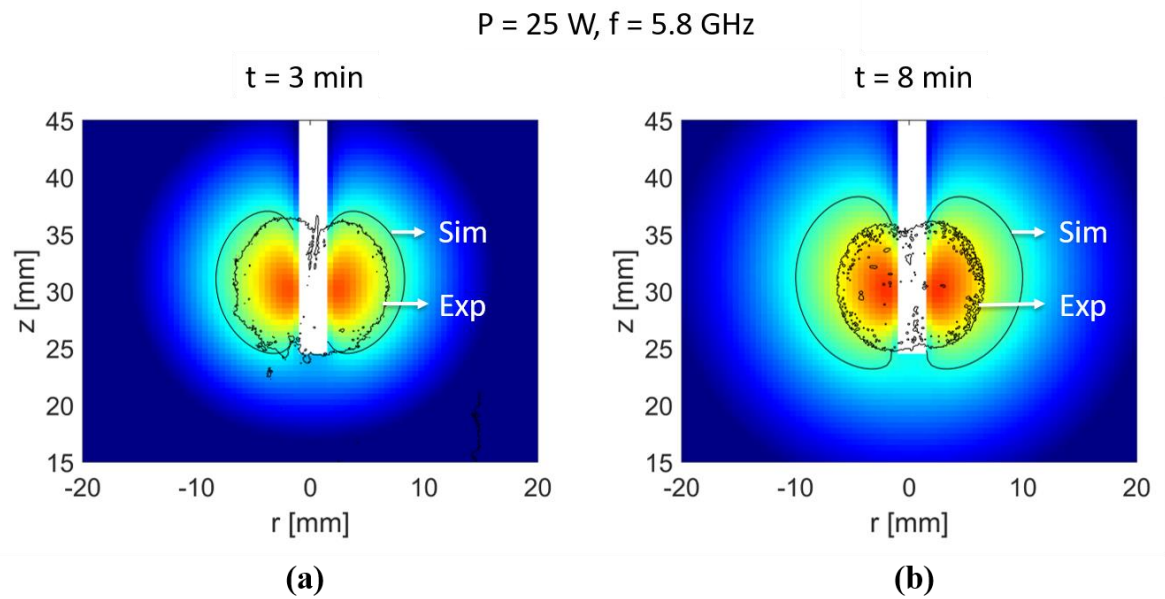 P = 25 W, f = 5.8 GHz
t = 3 min
45
40
35
30
25
20
15
z [mm]
-20 -10 0 10 20
r [mm]
Sim
Exp
(a)
t = 8 min
45
40
35
30
25
20
15
z [mm]
-20 -10 0 10 20
r [mm]
Sim
Exp
(b)